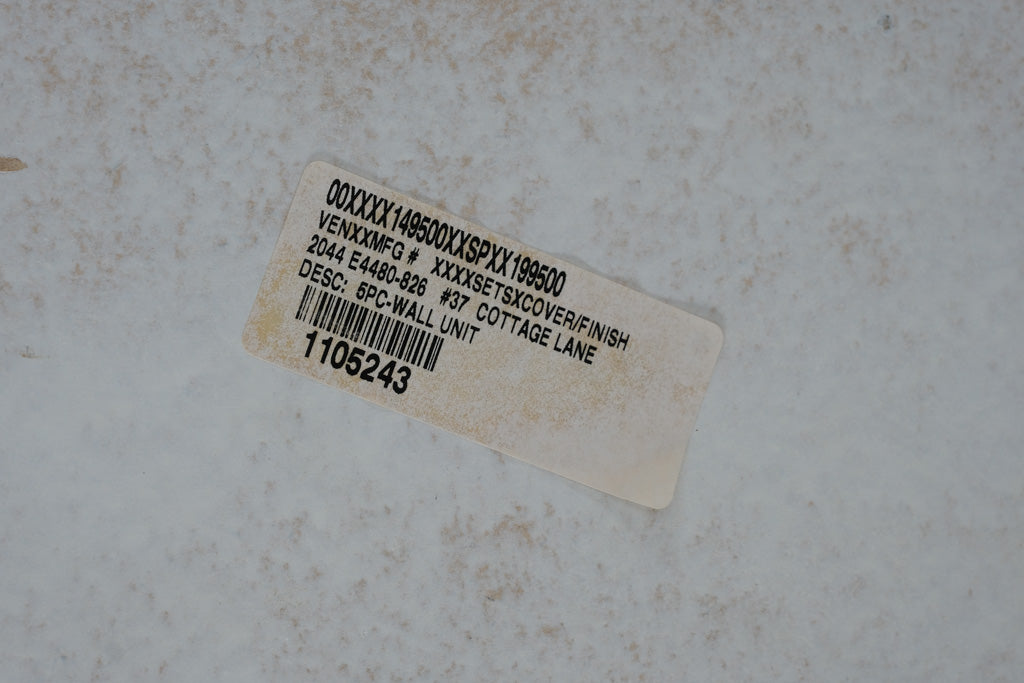 00XXXX149500XXSPXX199500
VENXXMFG # XXXXSETSXCOVER/FINISH
2044 E4480-826 #37 COTTAGE LANE
DESC: 5PC-WALL UNIT
1105243